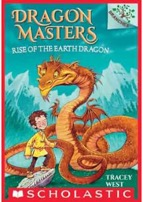 DRAGON
MASTERS
RISE OF THE EARTH DRAGON
TRACEY
WEST
SCHOLASTIC